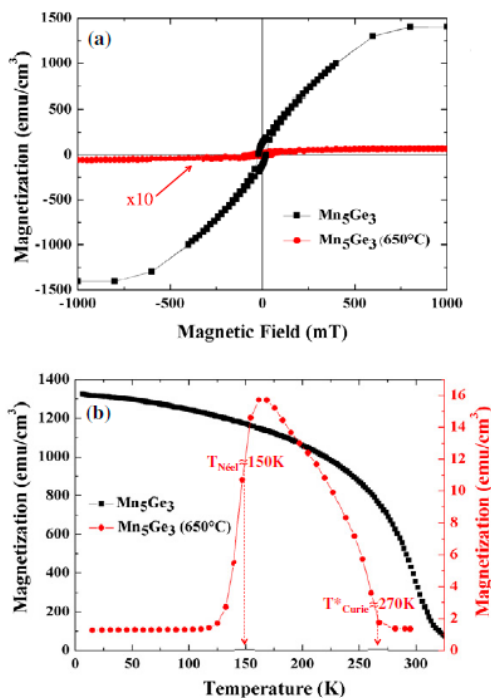 (a)
1500
1000
500
0
-500
-1000
-1500
Magnetization (emu/cm³)
x10
Mn₅Ge₃
Mn₅Ge₃ (650°C)
-1000 -500 0 500 1000
Magnetic Field (mT)
(b)
1400
1200
1000
800
600
400
200
0
Magnetization (emu/cm³)
16
14
12
10
8
6
4
2
0
Magnetization (emu/cm³)
T_Néel≈150K
Mn₅Ge₃
Mn₅Ge₃ (650°C)
T*_Curie≈270K
0 50 100 150 200 250 300
Temperature (K)